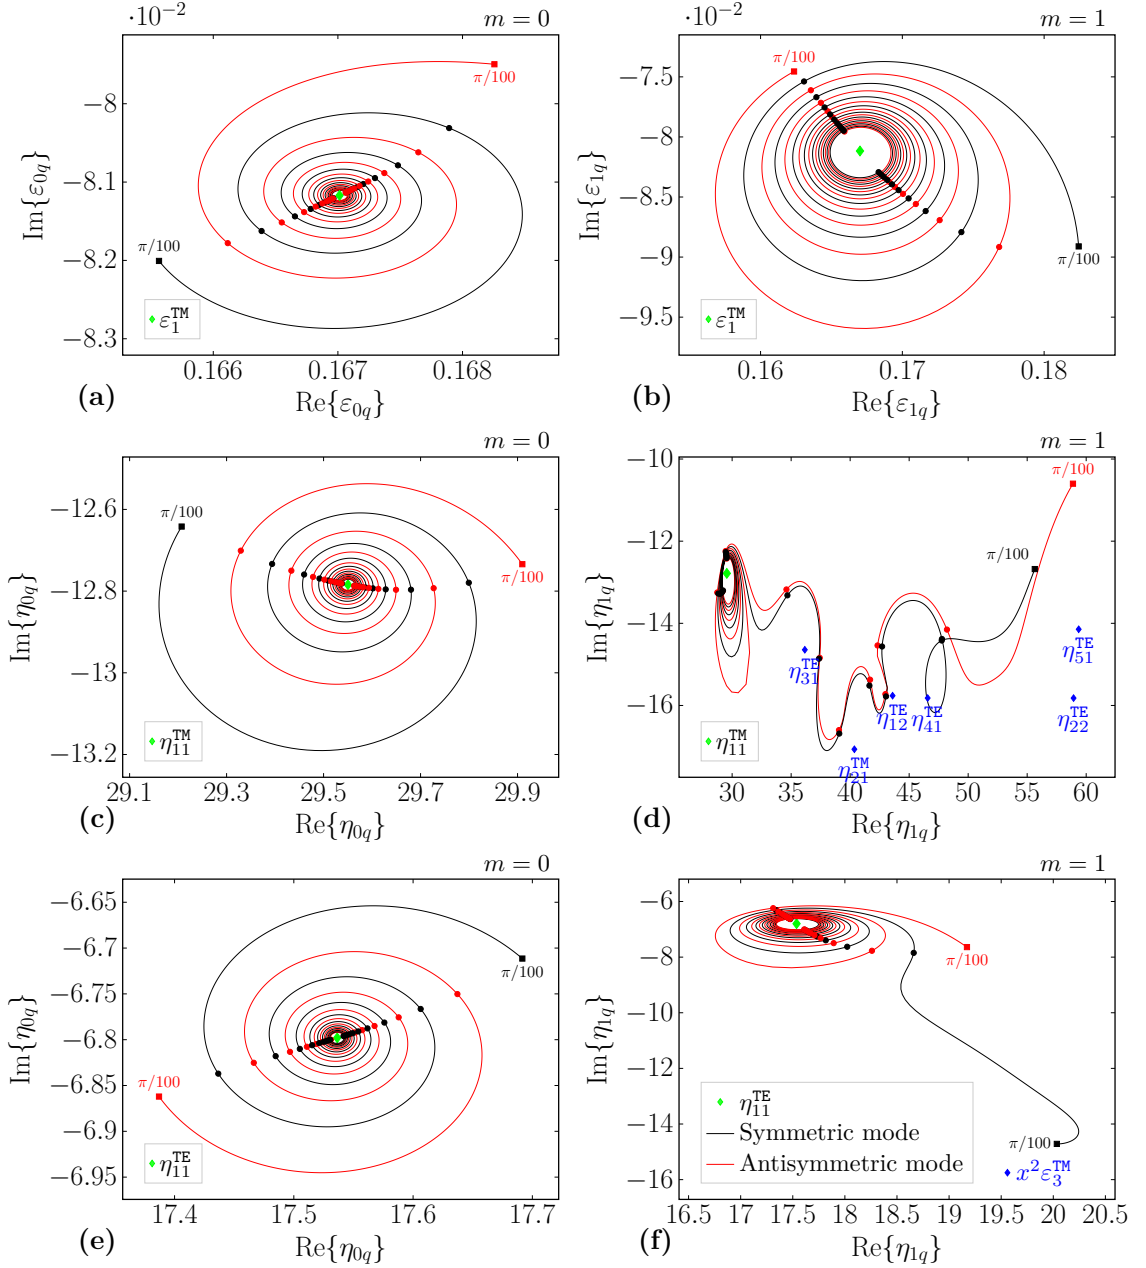 ·10⁻²
m = 0
Im{ε₀q}
−8
−8.1
−8.2
−8.3
π/100
π/100
ε₁ᵀᴹ
0.166
0.167
0.168
(a)
Re{ε₀q}
·10⁻²
m = 1
Im{ε₁q}
−7.5
−8
−8.5
−9
−9.5
π/100
π/100
ε₁ᵀᴹ
0.16
0.17
0.18
(b)
Re{ε₁q}
m = 0
Im{η₀q}
−12.6
−12.8
−13
−13.2
π/100
π/100
η₁₁ᵀᴹ
29.1
29.3
29.5
29.7
29.9
(c)
Re{η₀q}
m = 1
Im{η₁q}
−10
−12
−14
−16
π/100
π/100
η₃₁ᵀᴱ
η₅₁ᵀᴱ
η₁₂ᵀᴱ
η₄₁ᵀᴱ
η₂₂ᵀᴱ
η₂₁ᵀᴹ
η₁₁ᵀᴹ
30
35
40
45
50
55
60
(d)
Re{η₁q}
m = 0
Im{η₀q}
−6.65
−6.7
−6.75
−6.8
−6.85
−6.9
−6.95
π/100
π/100
η₁₁ᵀᴱ
17.4
17.5
17.6
17.7
(e)
Re{η₀q}
m = 1
Im{η₁q}
−6
−8
−10
−12
−14
−16
π/100
π/100
η₁₁ᵀᴱ
Symmetric mode
Antisymmetric mode
x²ε₃ᵀᴹ
16.5
17
17.5
18
18.5
19
19.5
20
20.5
(f)
Re{η₁q}